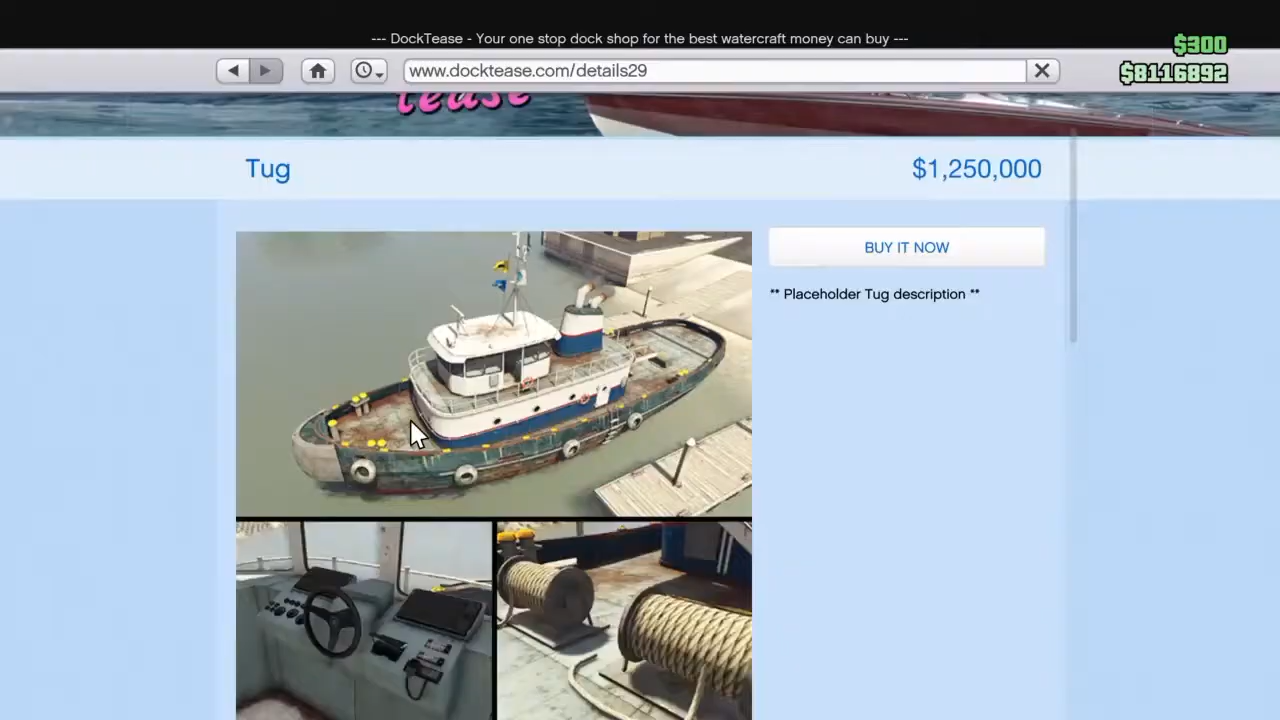 --- DockTease - Your one stop dock shop for the best watercraft money can buy ---
$300
www.docktease.com/details29
$8116892
tease
Tug
$1,250,000
BUY IT NOW
** Placeholder Tug description **